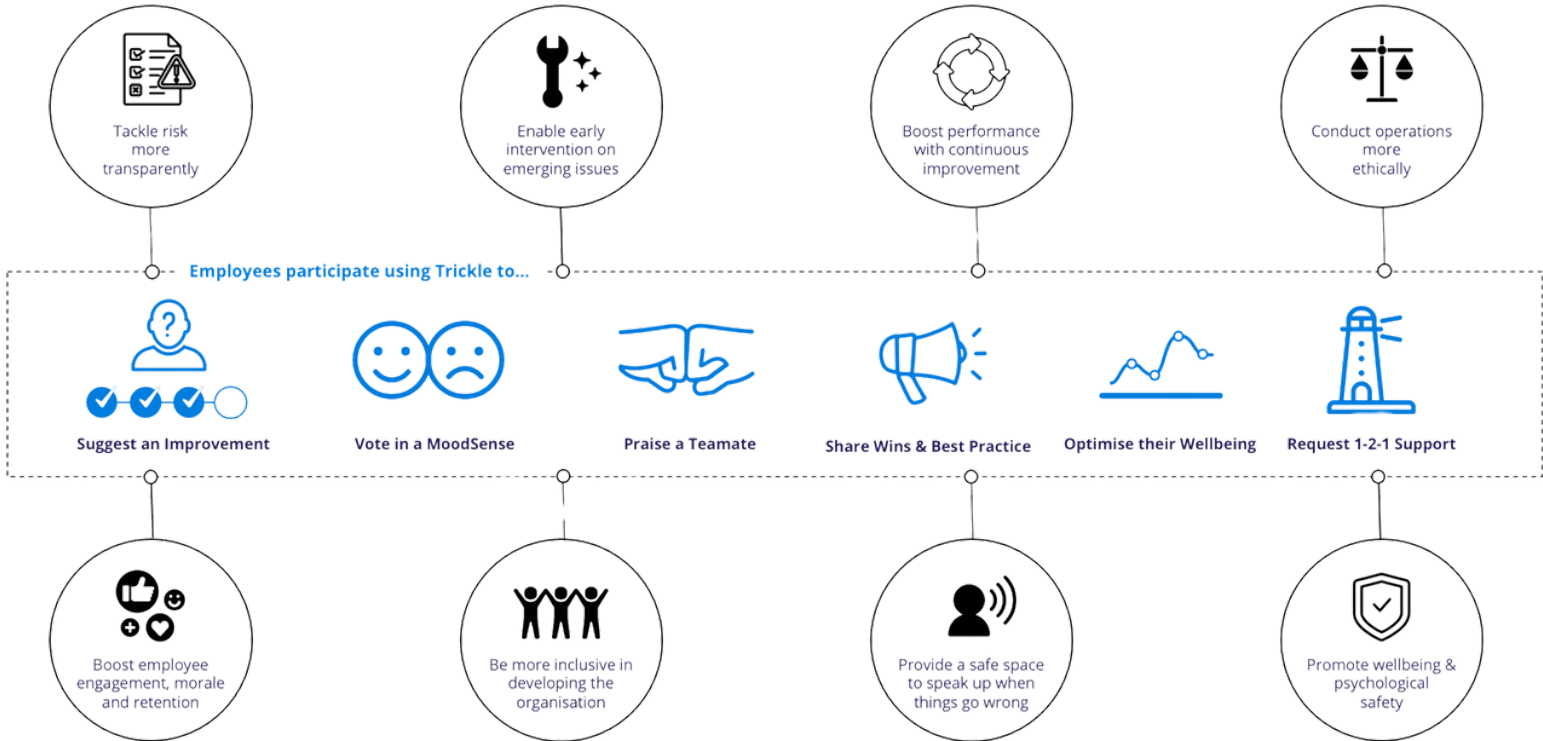 Tackle risk
more
transparently
Enable early
intervention on
emerging issues
Boost performance
with continuous
improvement
Conduct operations
more
ethically
Employees participate using Trickle to...
?
Suggest an Improvement
Vote in a MoodSense
Praise a Teamate
Share Wins & Best Practice
Optimise their Wellbeing
Request 1-2-1 Support
Boost employee
engagement, morale
and retention
Be more inclusive in
developing the
organisation
Provide a safe space
to speak up when
things go wrong
Promote wellbeing &
psychological
safety